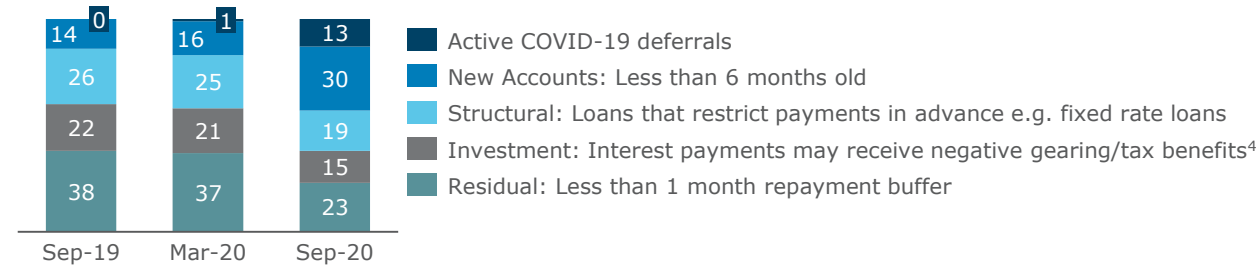 0
1
14
16
13
26
25
30
22
21
19
15
38
37
23
Sep-19
Mar-20
Sep-20
Active COVID-19 deferrals
New Accounts: Less than 6 months old
Structural: Loans that restrict payments in advance e.g. fixed rate loans
Investment: Interest payments may receive negative gearing/tax benefits⁴
Residual: Less than 1 month repayment buffer